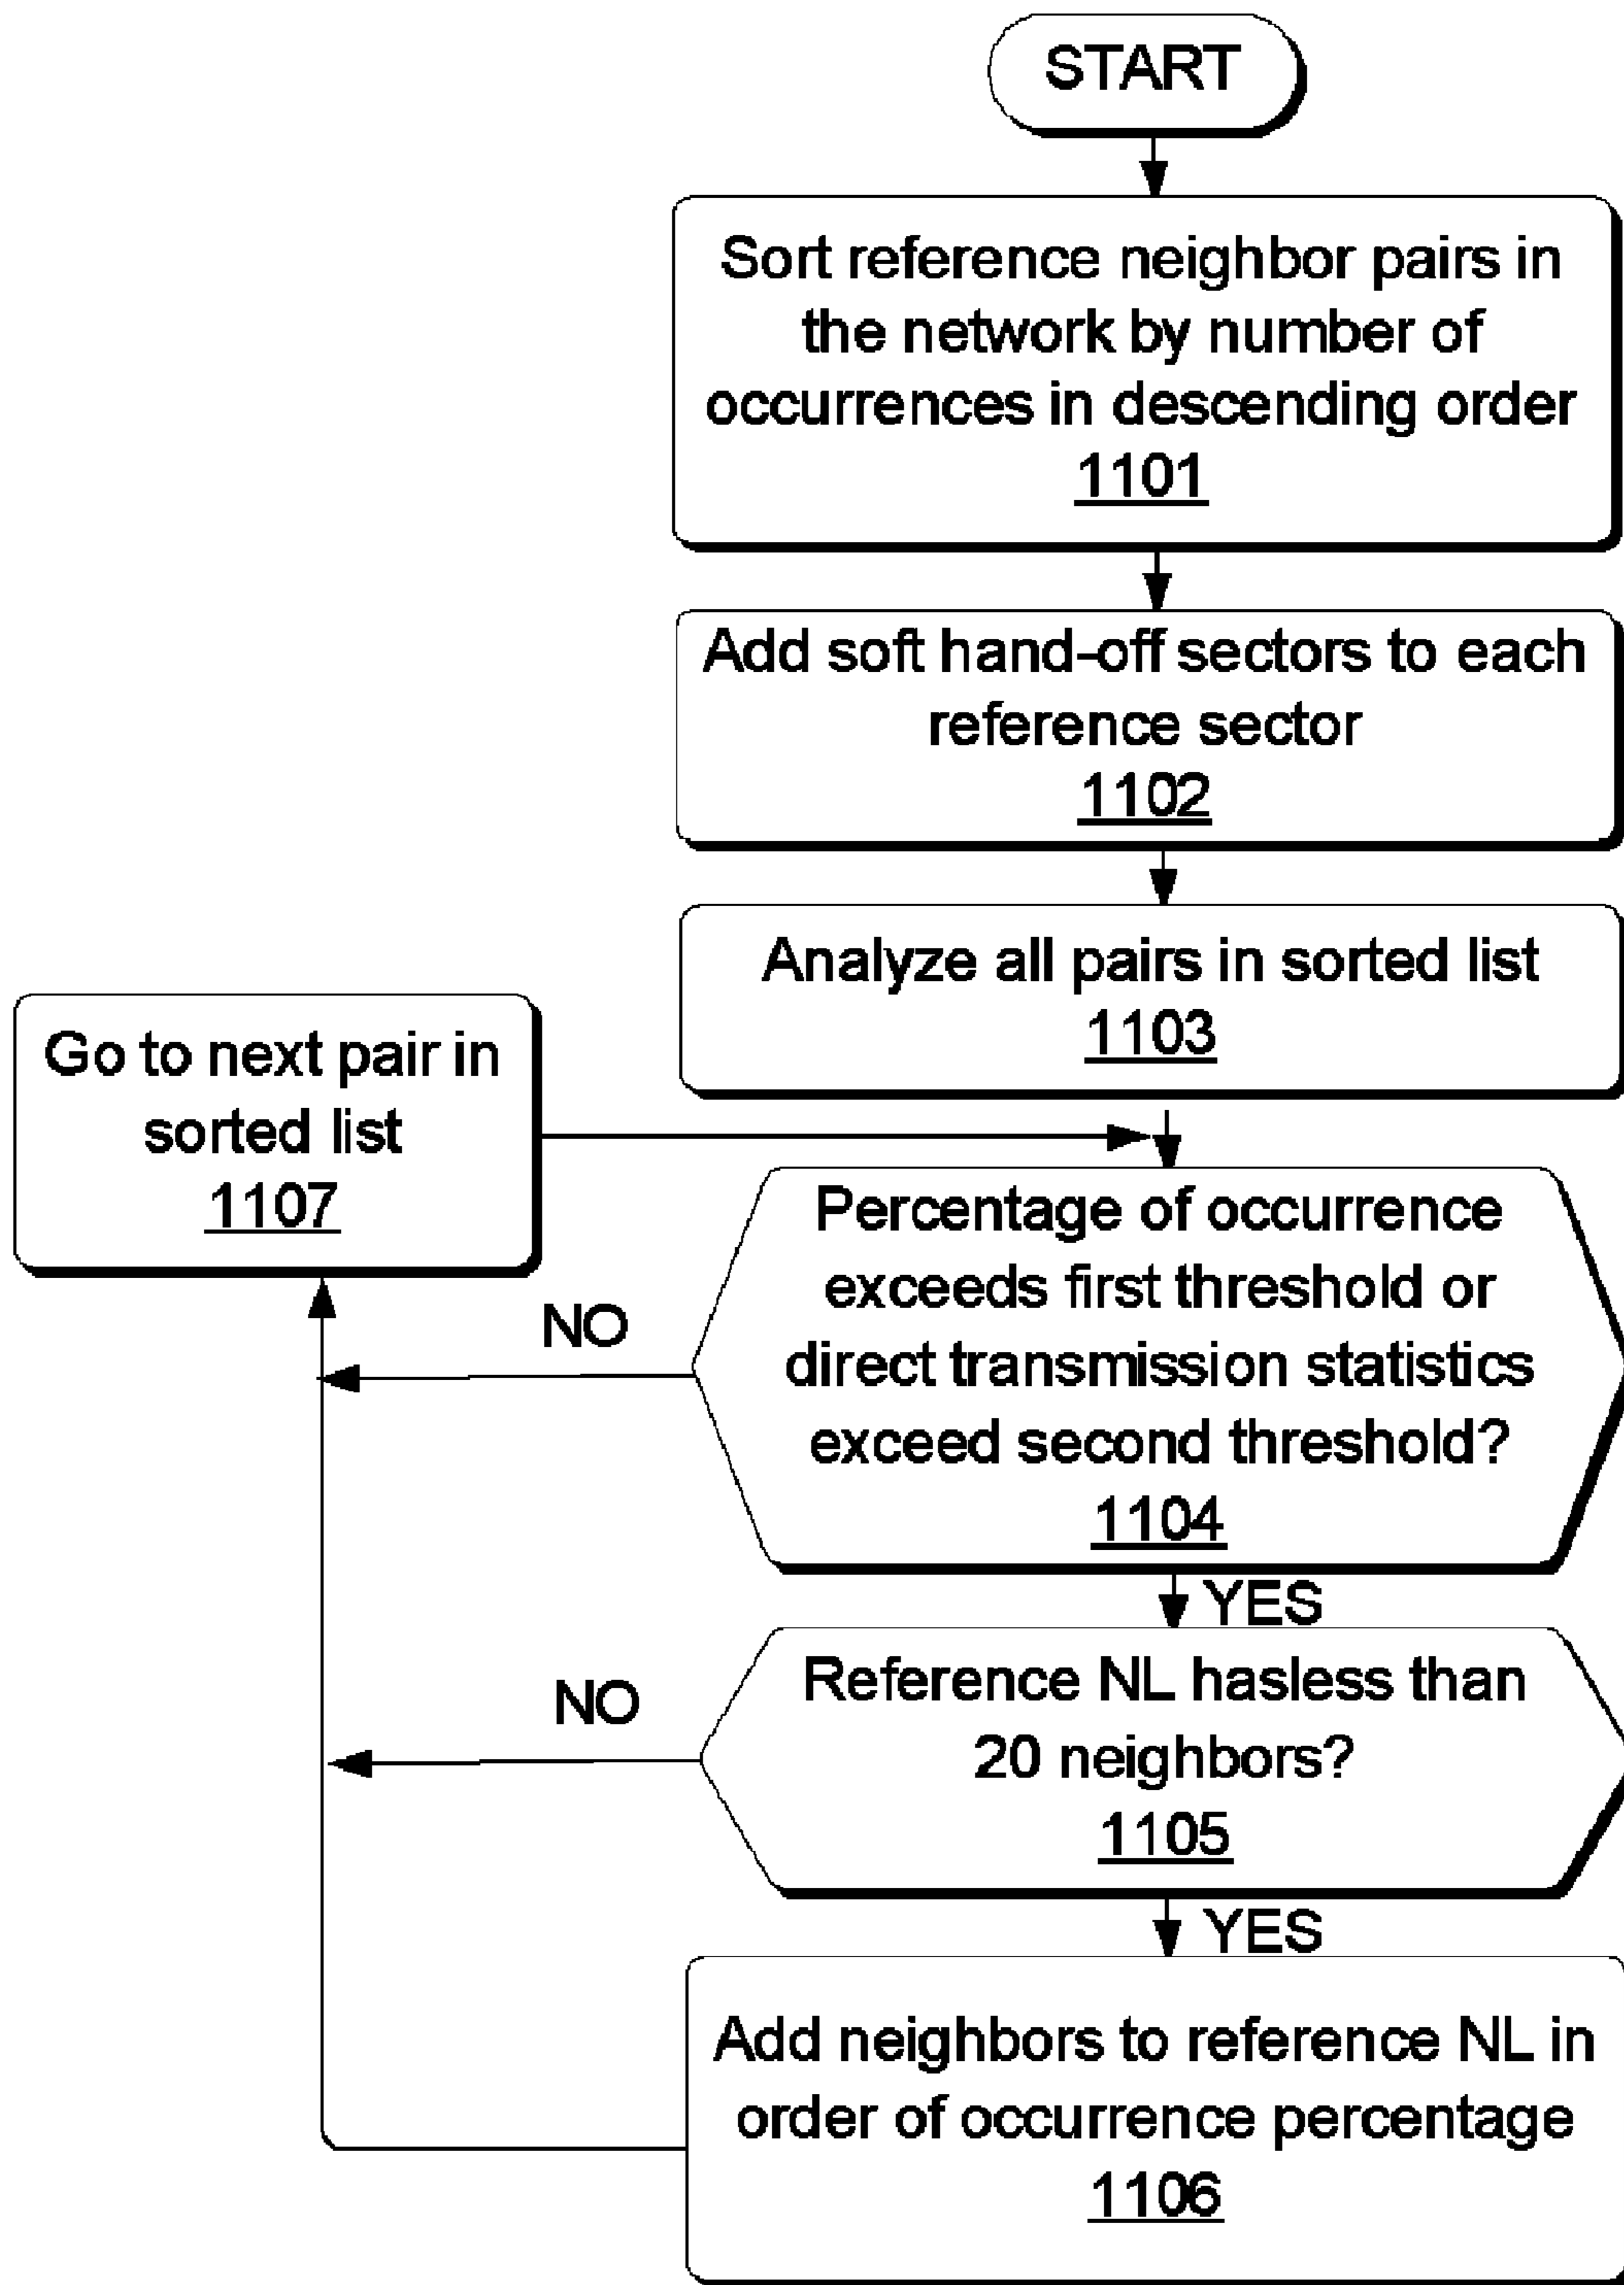 START
Sort reference neighbor pairs in
the network by number of
occurrences in descending order
1101
Add soft hand-off sectors to each
reference sector
1102
Analyze all pairs in sorted list
1103
Go to next pair in
sorted list
1107
Percentage of occurrence
exceeds first threshold or
direct transmission statistics
exceed second threshold?
1104
NO
YES
Reference NL hasless than
20 neighbors?
1105
NO
YES
Add neighbors to reference NL in
order of occurrence percentage
1106